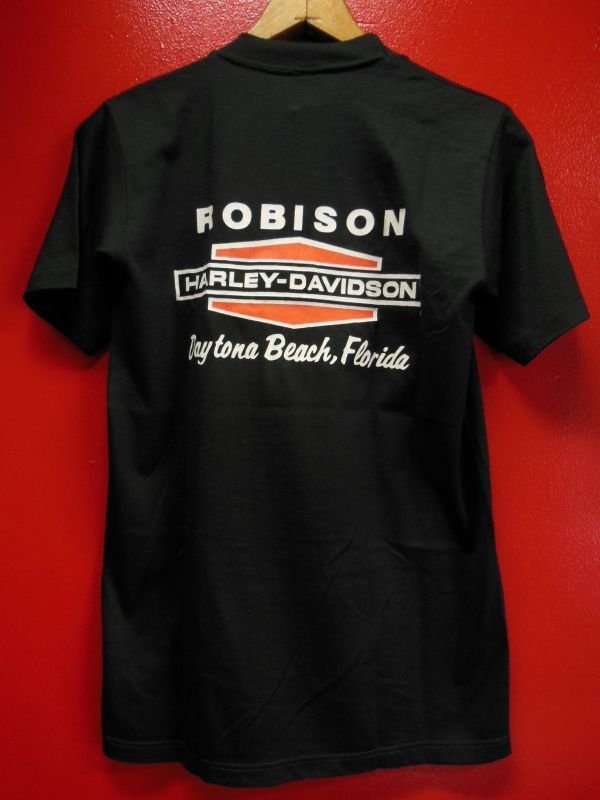 ROBISON
HARLEY-DAVIDSON
Daytona Beach, Florida